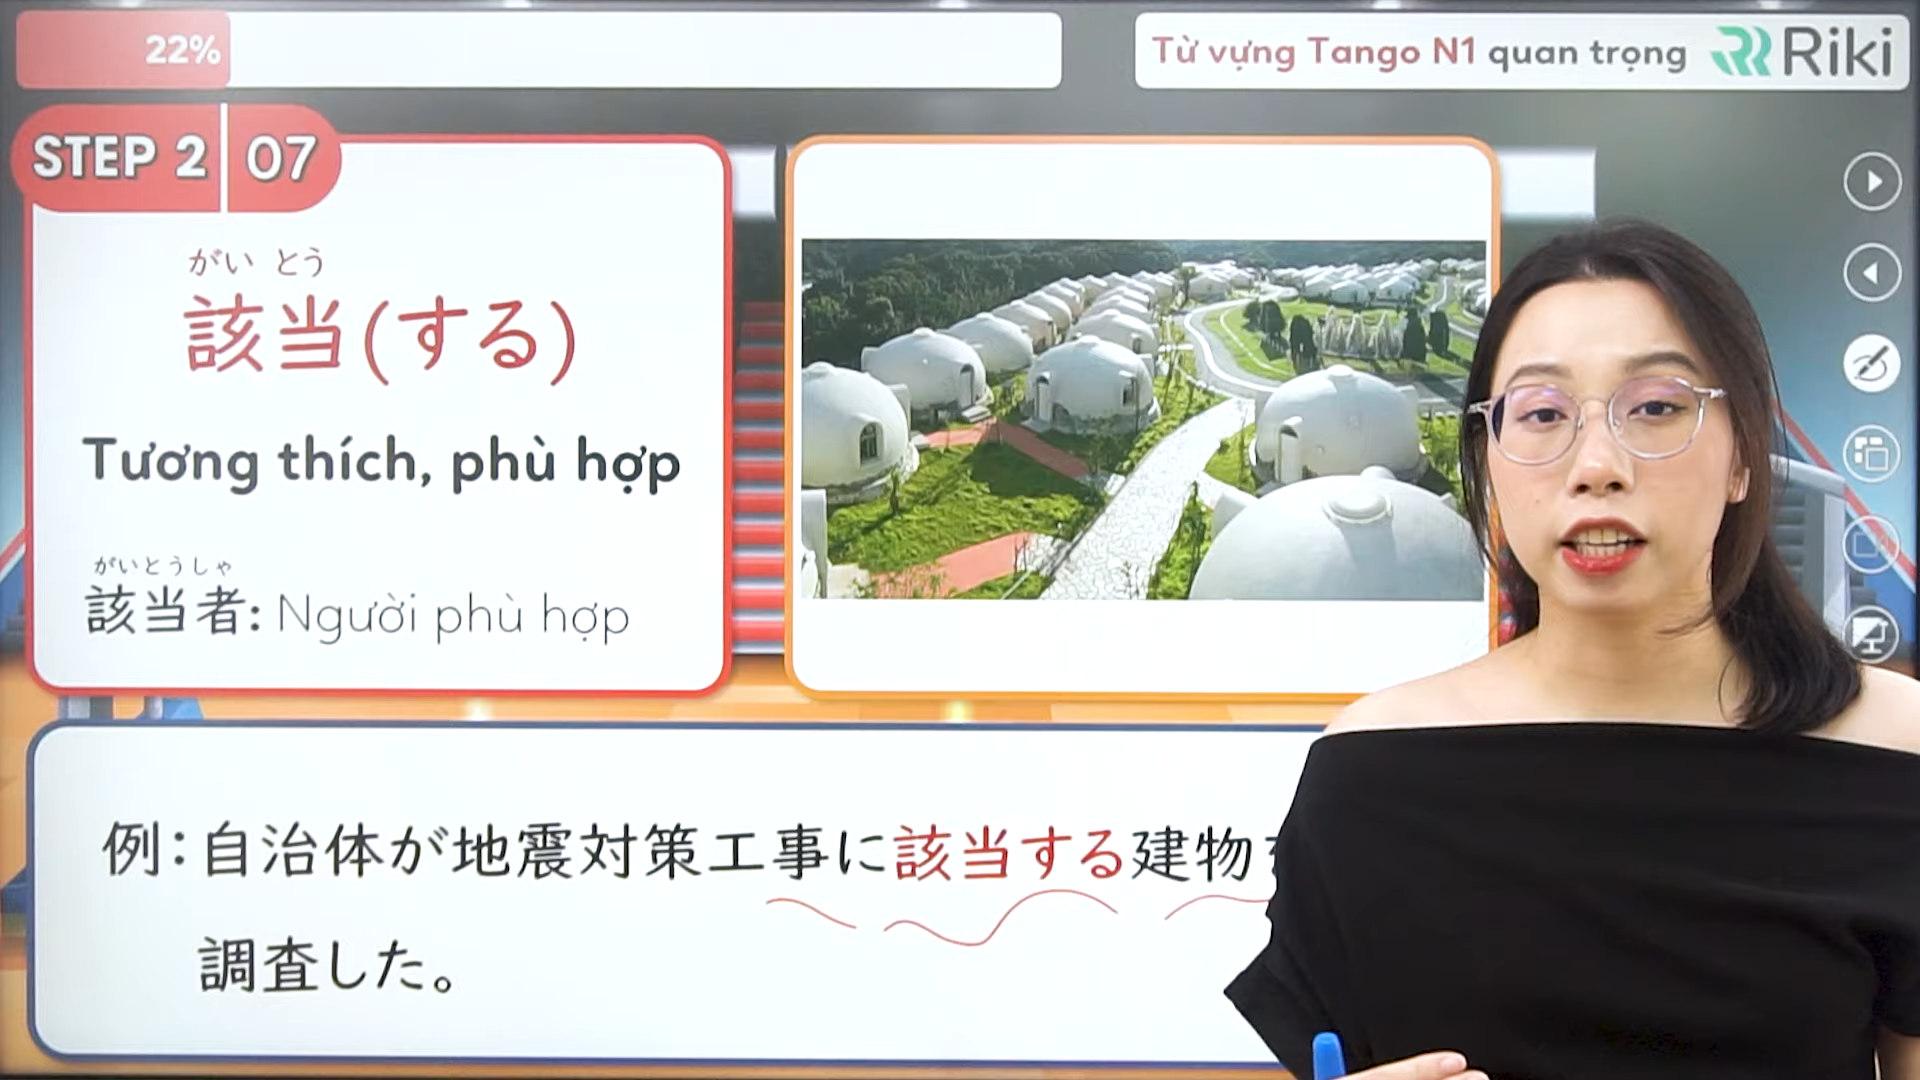 22%
Từ vựng Tango N1 quan trọng Riki
STEP 2 07
がい とう
該当(する)
Tương thích, phù hợp
がいとうしゃ
該当者: Người phù hợp
例：自治体が地震対策工事に該当する建物
調査した。